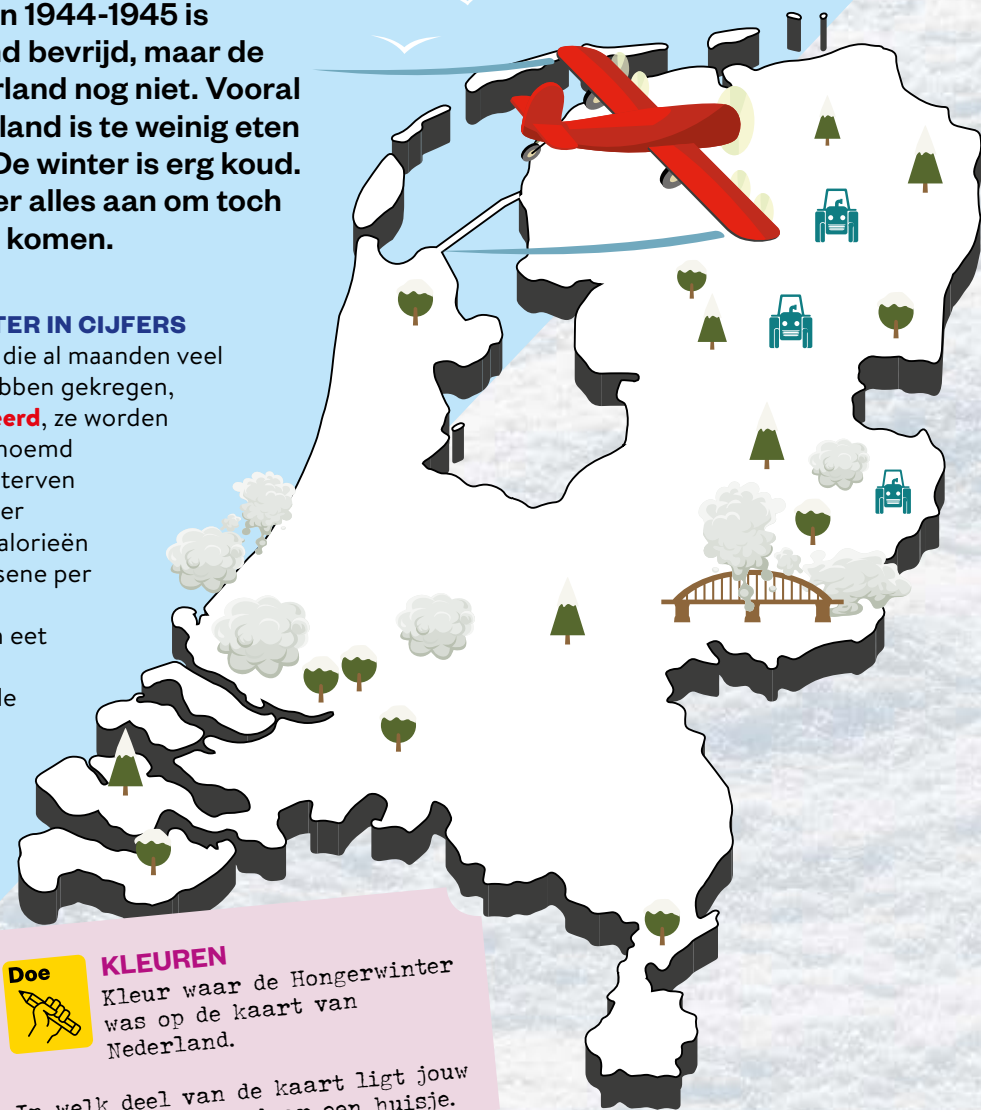 n 1944-1945 is
nd bevrijd, maar de
rland nog niet. Vooral
land is te weinig eten
De winter is erg koud.
er alles aan om toch
komen.
TER IN CIJFERS
die al maanden veel
bben gekregen,
eerd, ze worden
noemd
terven
er
alorieën
sene per
eet
le
Doe
KLEUREN
Kleur waar de Hongerwinter
was op de kaart van
Nederland.
In welk deel van de kaart ligt jouw
een huisje.